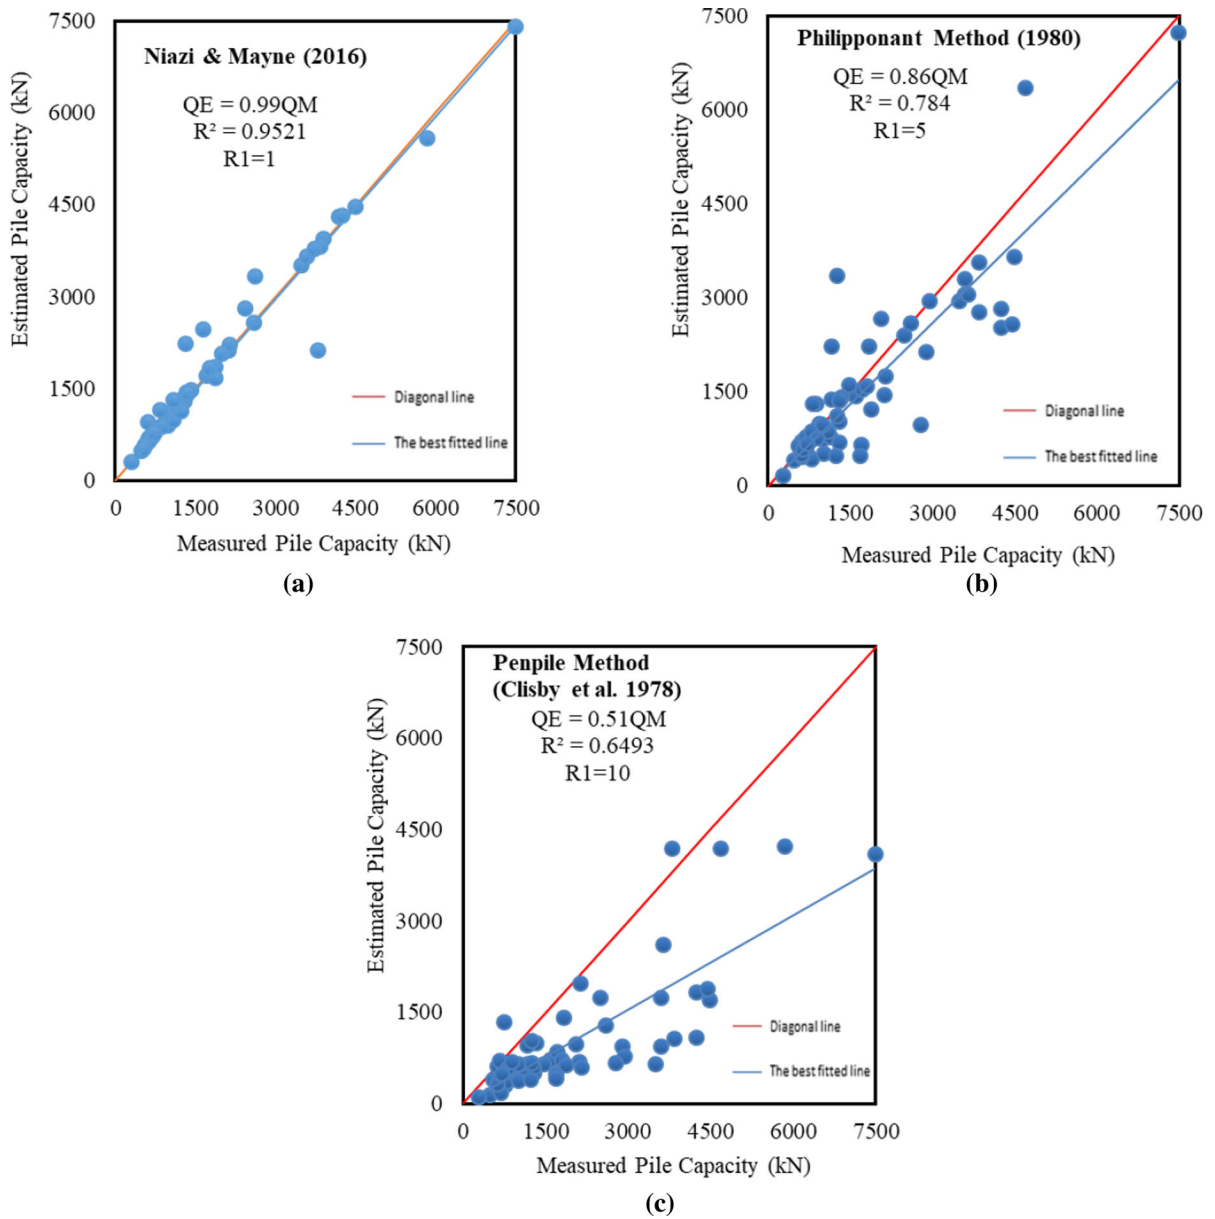 Niazi & Mayne (2016)
QE = 0.99QM
R² = 0.9521
R1=1
Estimated Pile Capacity (kN)
7500
6000
4500
3000
1500
0
Diagonal line
The best fitted line
0 1500 3000 4500 6000 7500
Measured Pile Capacity (kN)
(a)
Philipponant Method (1980)
QE = 0.86QM
R² = 0.784
R1=5
Estimated Pile Capacity (kN)
7500
6000
4500
3000
1500
0
Diagonal line
The best fitted line
0 1500 3000 4500 6000 7500
Measured Pile Capacity (kN)
(b)
Penpile Method
(Clisby et al. 1978)
QE = 0.51QM
R² = 0.6493
R1=10
Estimated Pile Capacity (kN)
7500
6000
4500
3000
1500
0
Diagonal line
The best fitted line
0 1500 3000 4500 6000 7500
Measured Pile Capacity (kN)
(c)